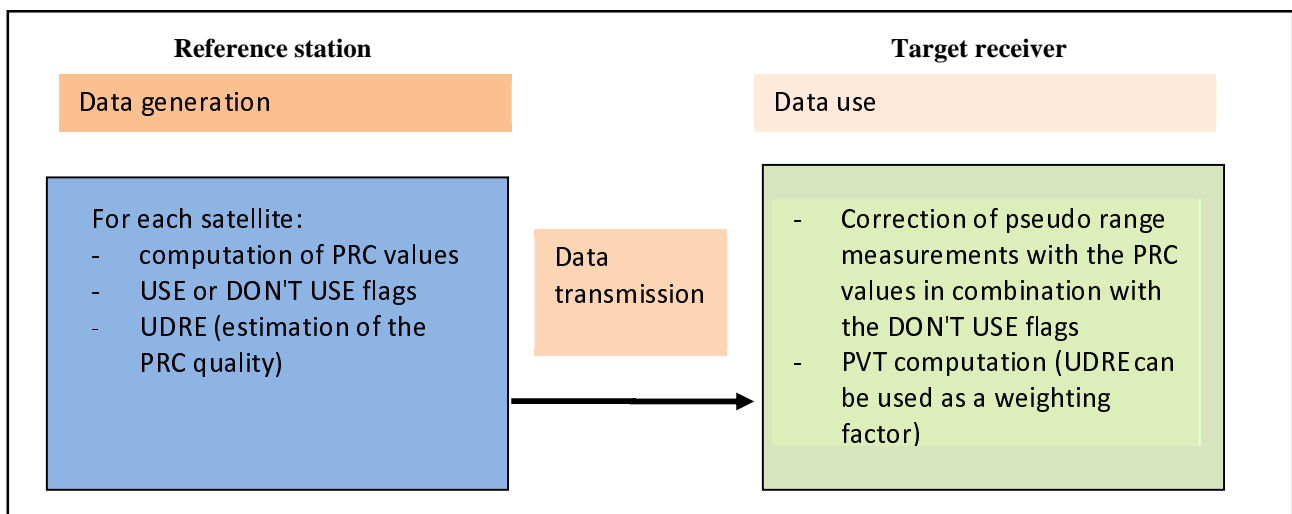 Reference station
Data generation
For each satellite:
- computation of PRC values
- USE or DON'T USE flags
- UDRE (estimation of the
PRC quality)
Data
transmission
Target receiver
Data use
- Correction of pseudo range
measurements with the PRC
values in combination with
the DON'T USE flags
- PVT computation (UDRE can
be used as a weighting
factor)